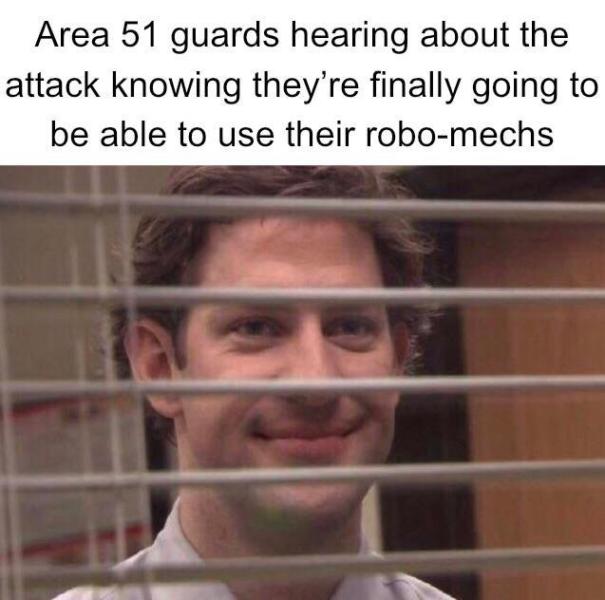 Area 51 guards hearing about the
attack knowing they’re finally going to
be able to use their robo-mechs